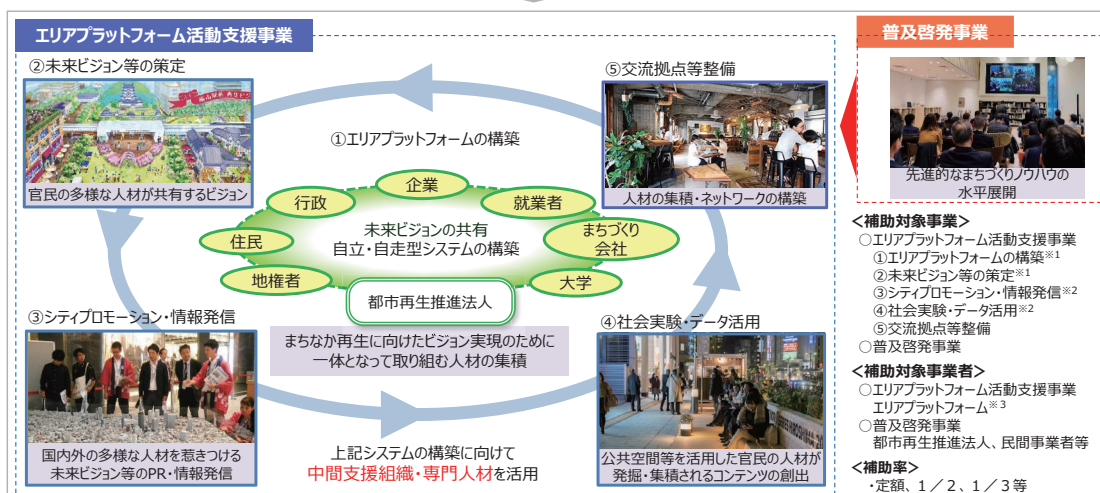 エリアプラットフォーム活動支援事業
②未来ビジョン等の策定
官民の多様な人材が共有するビジョン
①エリアプラットフォームの構築
⑤交流拠点等整備
人材の集積・ネットワークの構築
企業
行政
就業者
住民
まちづくり
会社
地権者
大学
未来ビジョンの共有
自立・自走型システムの構築
都市再生推進法人
まちなか再生に向けたビジョン実現のために
一体となって取り組む人材の集積
③シティプロモーション・情報発信
国内外の多様な人材を惹きつける
未来ビジョン等のPR・情報発信
④社会実験・データ活用
公共空間等を活用した官民の人材が
発掘・集積されるコンテンツの創出
上記システムの構築に向けて
中間支援組織・専門人材を活用
普及啓発事業
先進的なまちづくりノウハウの
水平展開
＜補助対象事業＞
○エリアプラットフォーム活動支援事業
①エリアプラットフォームの構築※1
②未来ビジョン等の策定※1
③シティプロモーション・情報発信※2
④社会実験・データ活用※2
⑤交流拠点等整備
○普及啓発事業
＜補助対象事業者＞
○エリアプラットフォーム活動支援事業
エリアプラットフォーム※3
○普及啓発事業
都市再生推進法人、民間事業者等
＜補助率＞
・定額、１／２、１／３等